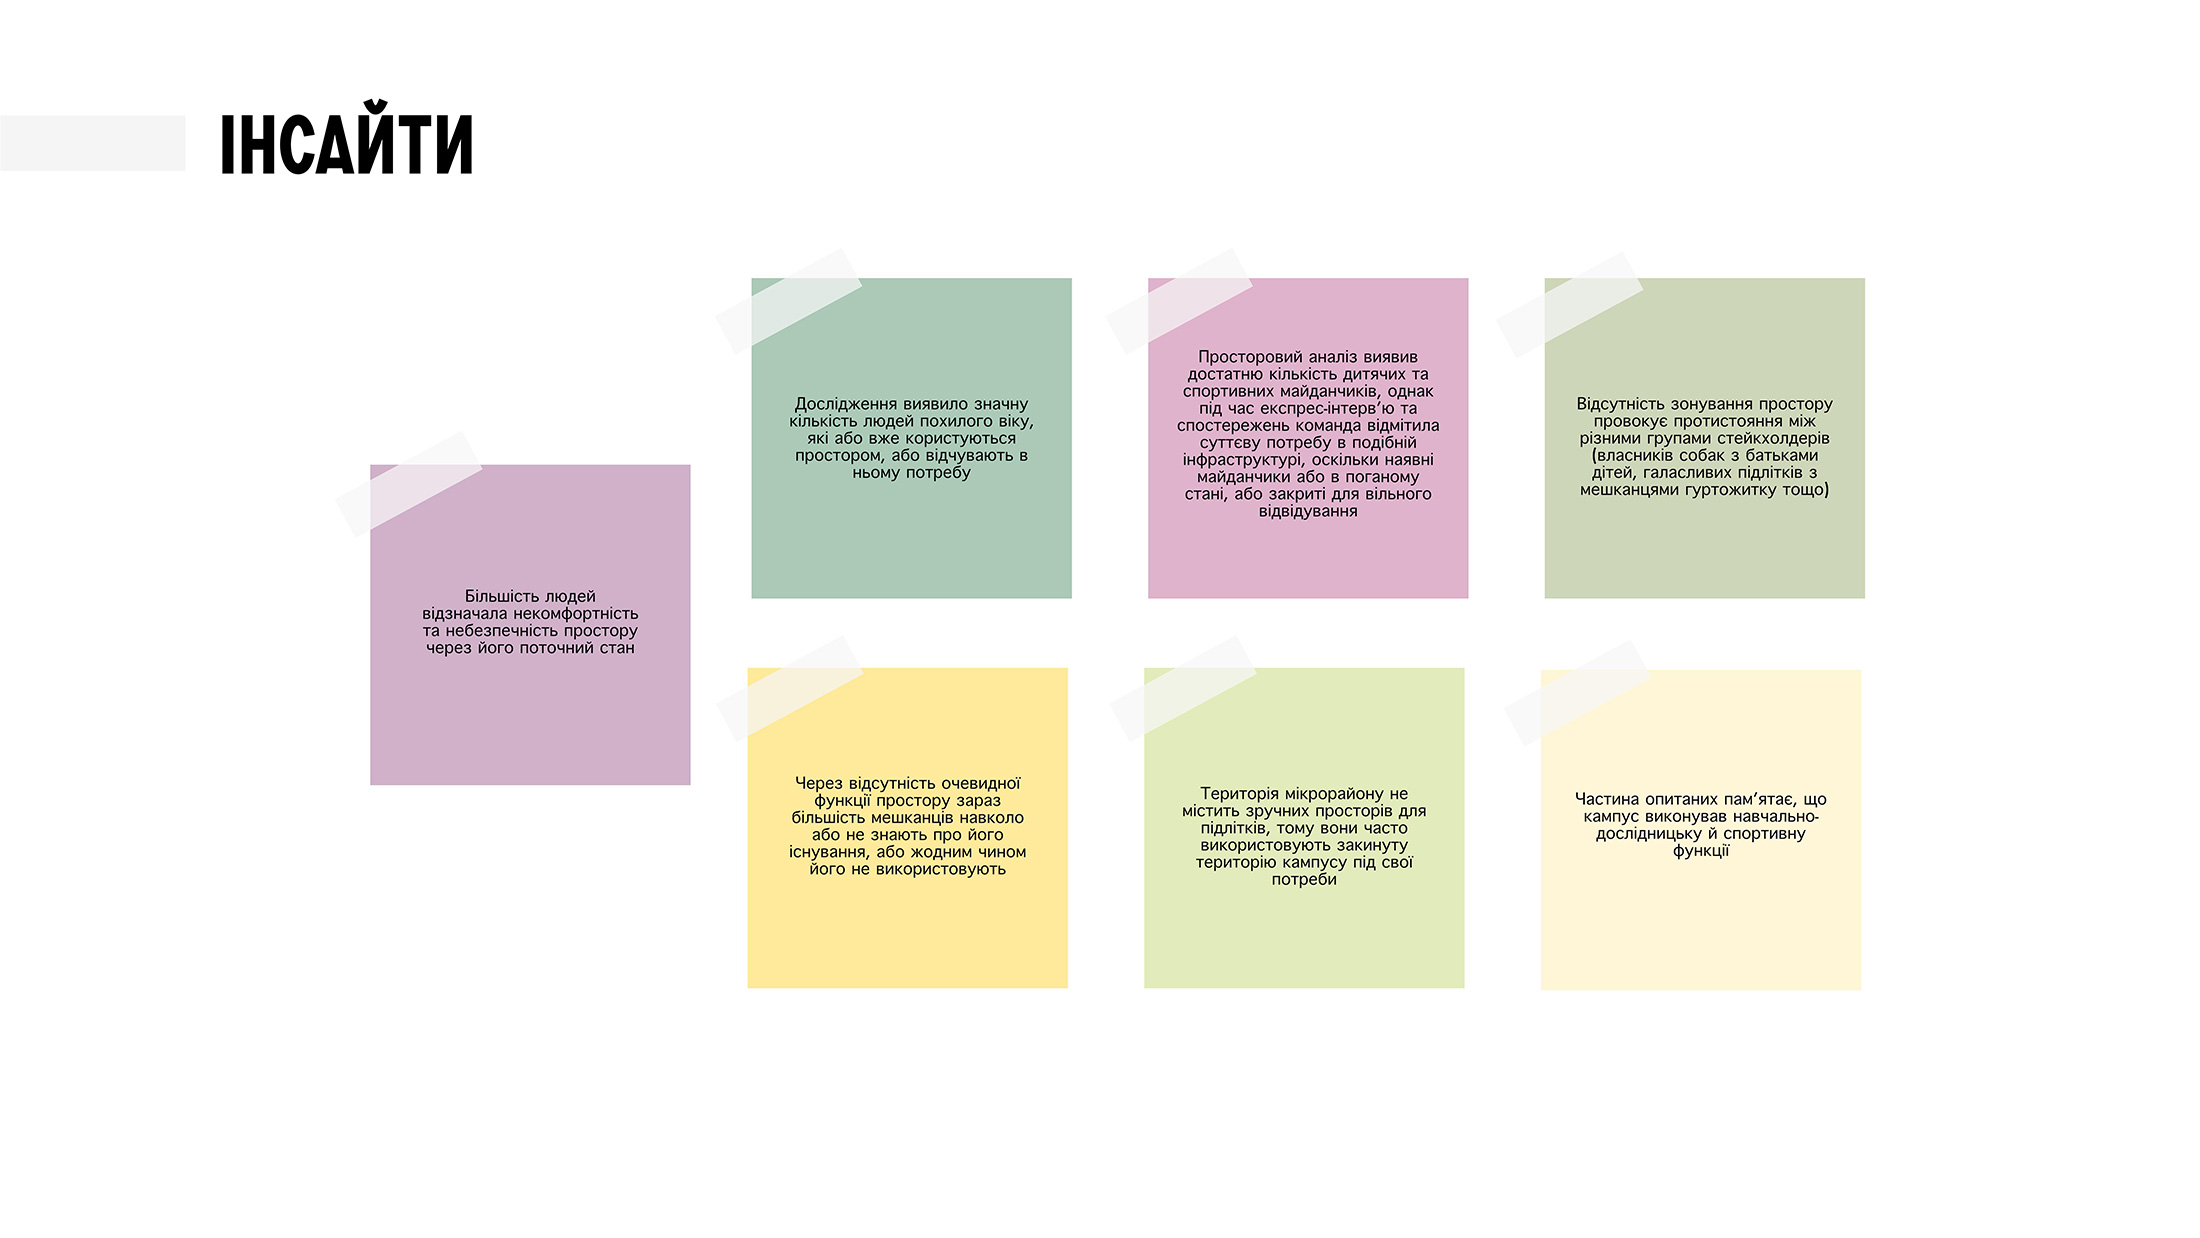 ІНСАЙТИ
Більшість людей
відзначала некомфортність
та небезпечність простору
через його поточний стан
Дослідження виявило значну
кількість людей похилого віку,
які або вже користуються
простором, або відчувають в
ньому потребу
Просторовий аналіз виявив
достатню кількість дитячих та
спортивних майданчиків, однак
під час експрес-інтерв’ю та
спостережень команда відмітила
суттєву потребу в подібній
інфраструктурі, оскільки наявні
майданчики або в поганому
стані, або закриті для вільного
відвідування
Відсутність зонування простору
провокує протистояння між
різними групами стейкхолдерів
(власників собак з батьками
дітей, галасливих підлітків з
мешканцями гуртожитку тощо)
Через відсутність очевидної
функції простору зараз
більшість мешканців навколо
або не знають про його
існування, або жодним чином
його не використовують
Територія мікрорайону не
містить зручних просторів для
підлітків, тому вони часто
використовують закинуту
територію кампусу під свої
потреби
Частина опитаних пам’ятає, що
кампус виконував навчально-
дослідницьку й спортивну
функції